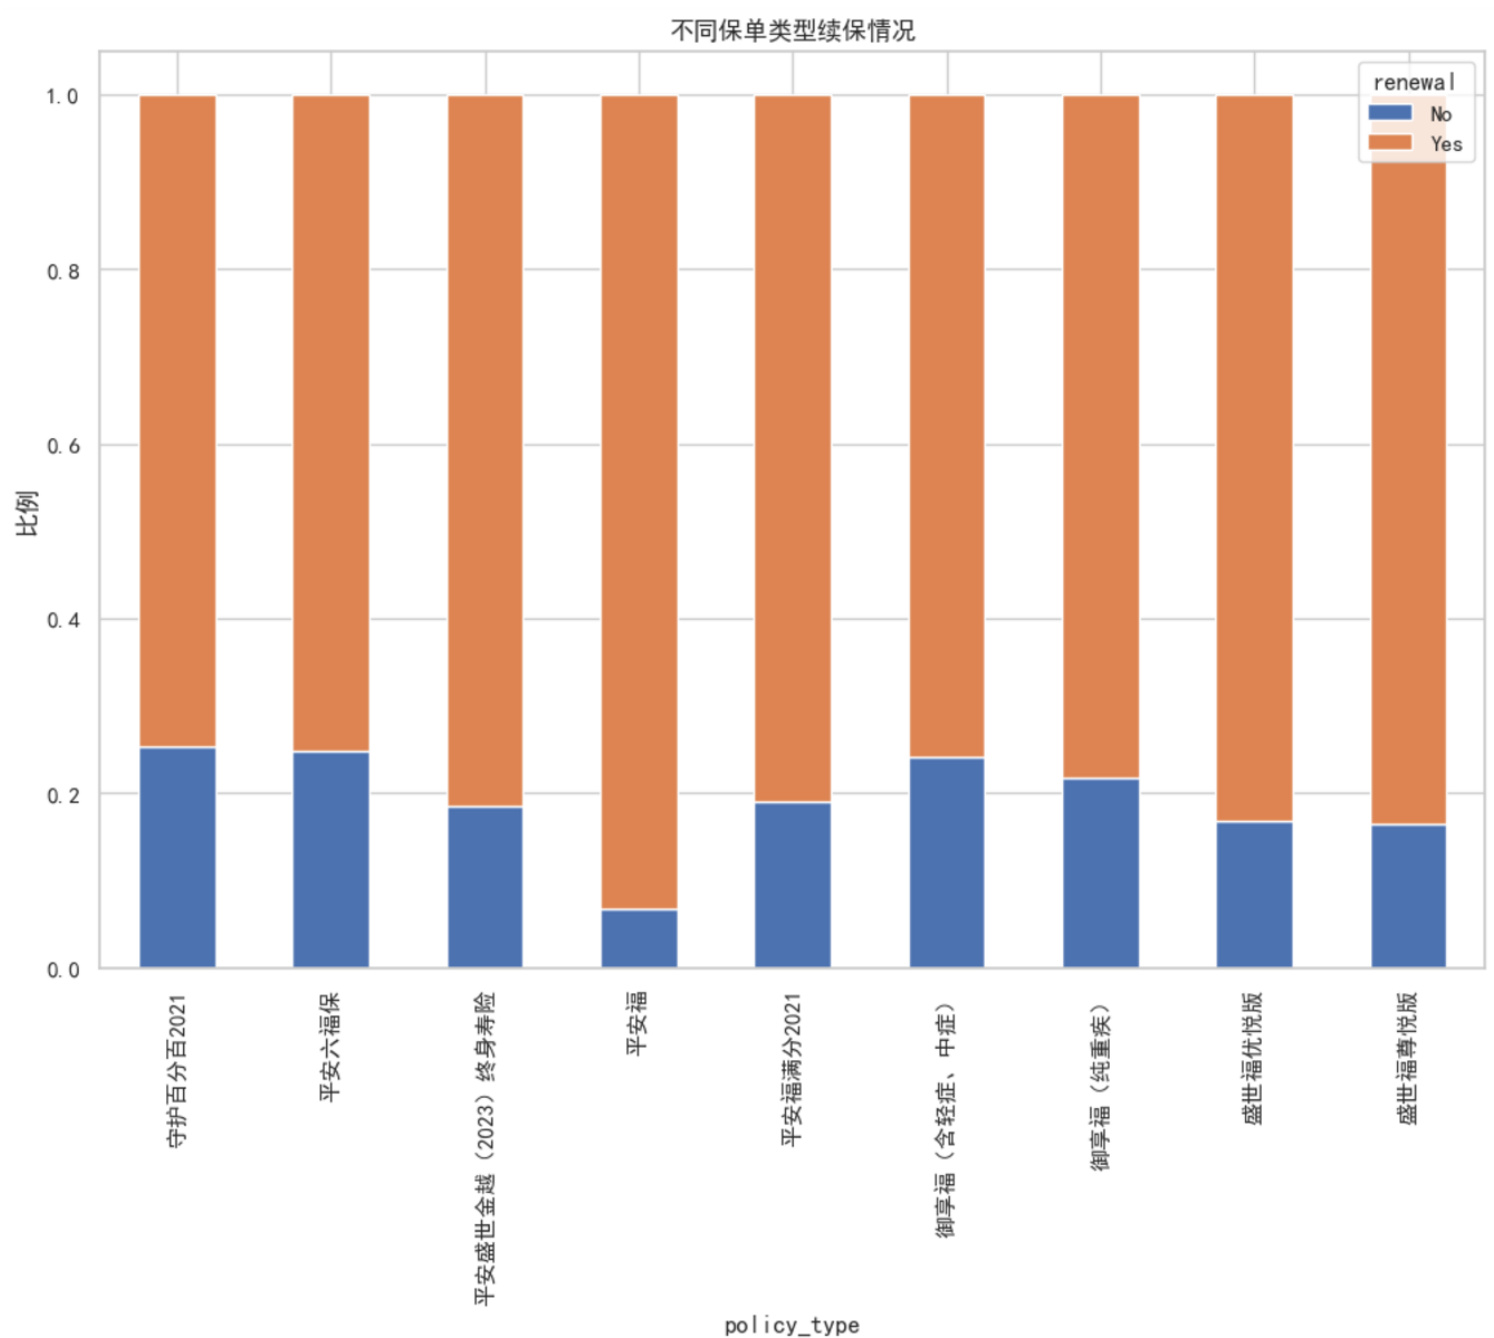 不同保单类型续保情况
renewal
No
Yes
1.0
0.8
0.6
0.4
0.2
0.0
比例
守护百分百2021
平安六福保
平安盛世金越（2023）终身寿险
平安福
平安福满分2021
御享福（含轻症、中症）
御享福（纯重疾）
盛世福优悦版
盛世福尊悦版
policy_type